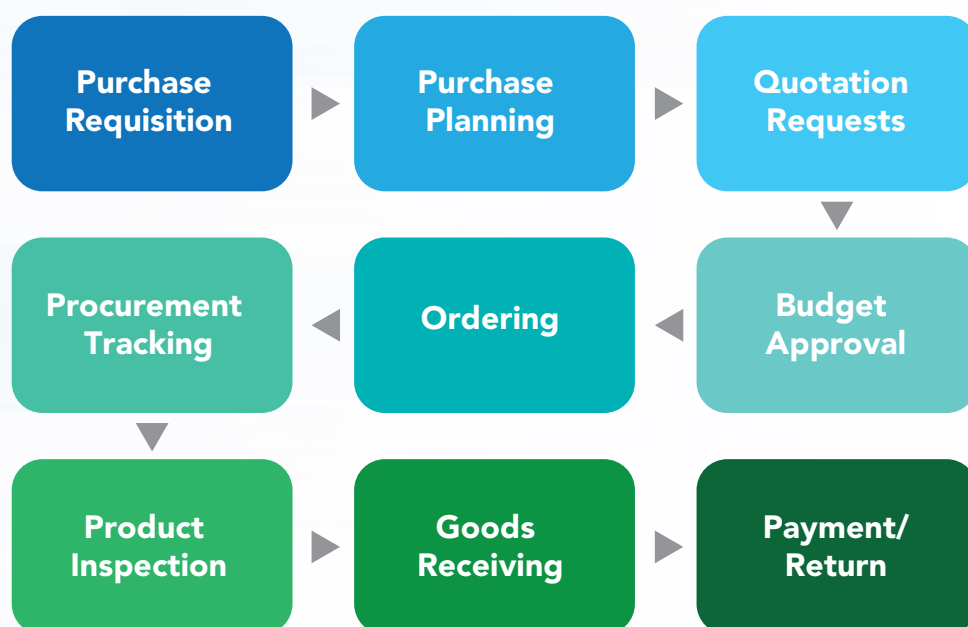 Purchase
Requisition
Purchase
Planning
Quotation
Requests
Budget
Approval
Ordering
Procurement
Tracking
Product
Inspection
Goods
Receiving
Payment/
Return